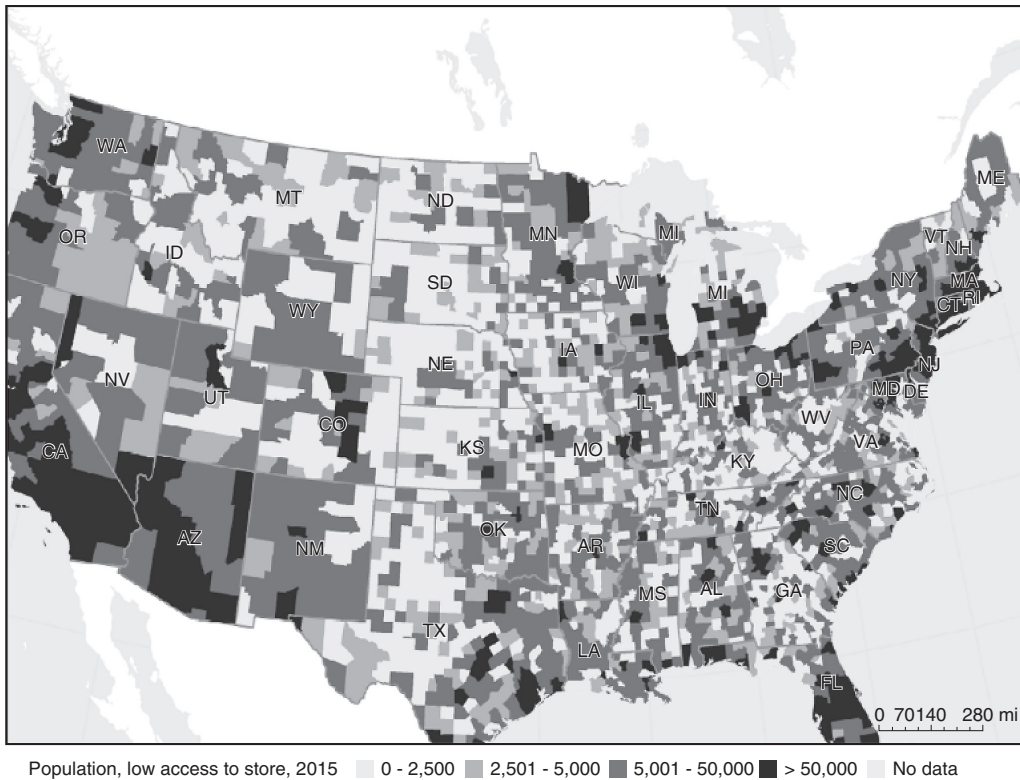 WA
MT
ND
ME
OR
ID
MN
MI
VT
NH
SD
WI
NY
MA
RI
WY
MI
CT
NE
IA
PA
NJ
NV
UT
OH
MD
DE
CO
IL
IN
WV
CA
KS
MO
VA
KY
NC
AZ
NM
OK
TN
AR
SC
MS
AL
GA
TX
LA
FL
0 70 140 280 mi
Population, low access to store, 2015 0 - 2,500 2,501 - 5,000 5,001 - 50,000 > 50,000 No data